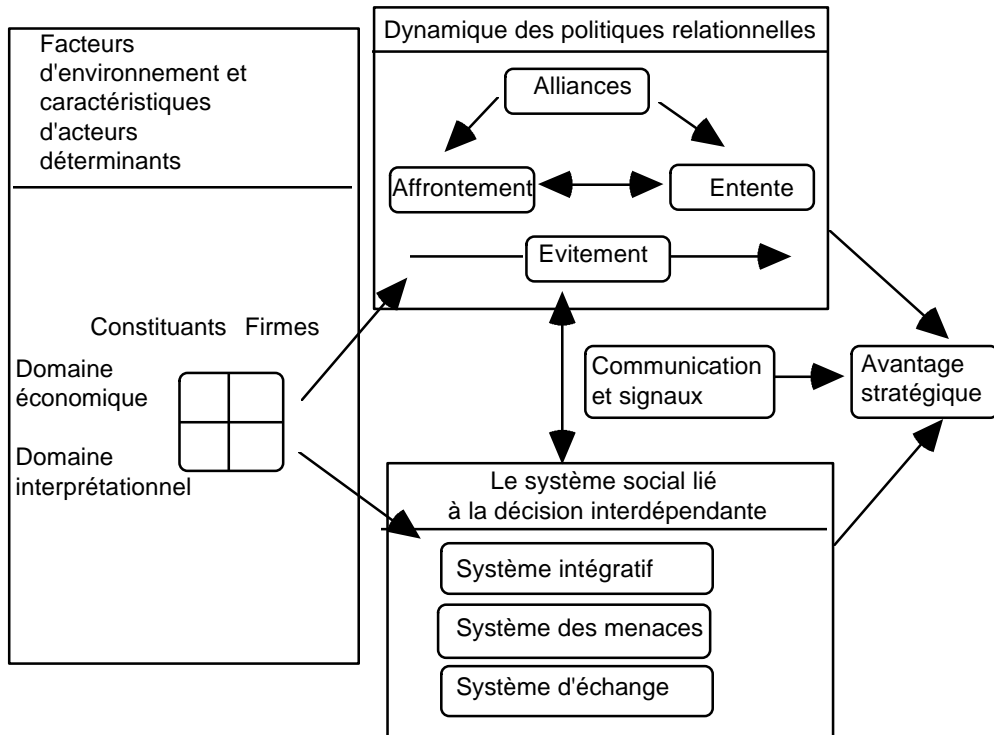 Facteurs
d'environnement et
caractéristiques
d'acteurs
déterminants
Constituants Firmes
Domaine
économique
Domaine
interprétationnel
Dynamique des politiques relationnelles
Alliances
Affrontement
Entente
Evitement
Communication
et signaux
Avantage
stratégique
Le système social lié
à la décision interdépendante
Système intégratif
Système des menaces
Système d'échange